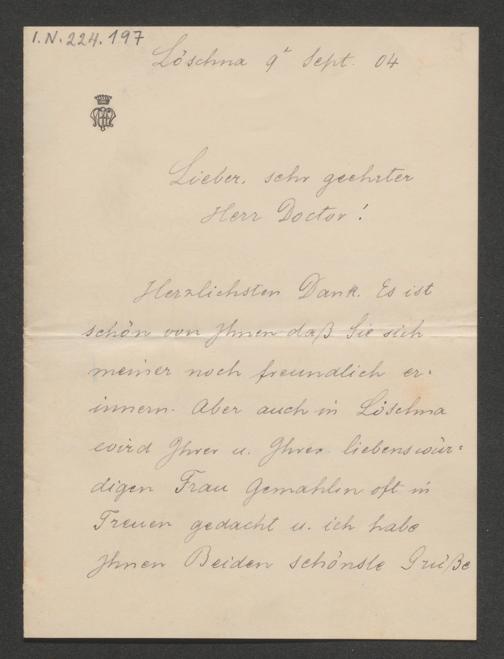 I.N. 224.197
Löschna 9t Sept. 04
Lieber, sehr geehrter
Herr Doctor!
Herzlichsten Dank. Es ist
schön von Ihnen daß Sie sich
meiner noch freundlich er-
innern. Aber auch in Löschna
wird Ihrer u. Ihrer liebenswür-
digen Frau Gemahlin oft in
Treuen gedacht u. ich habe
Ihnen Beiden schönste Grüße